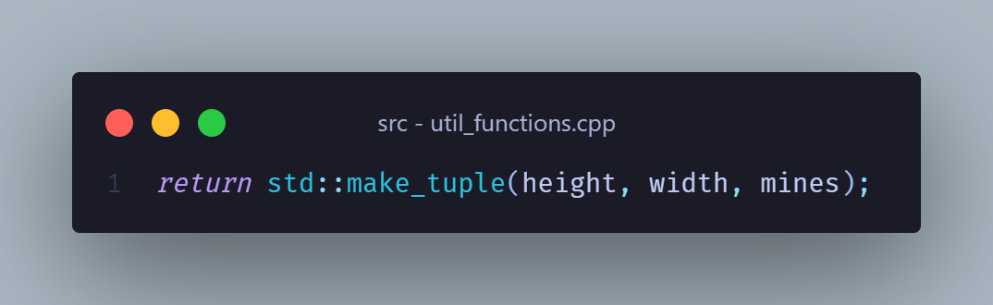 src - util_functions.cpp
1 return std::make_tuple(height, width, mines);